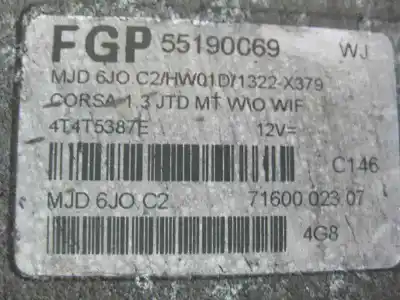 FGP 55190069 WJ
MJD 6JO.C2/HW01D/1322-X379
CORSA 1.3 JTD MT W\O WIF
4T4T5387E 12V=
C146
MJD 6JO.C2 71600.023.07
4G8